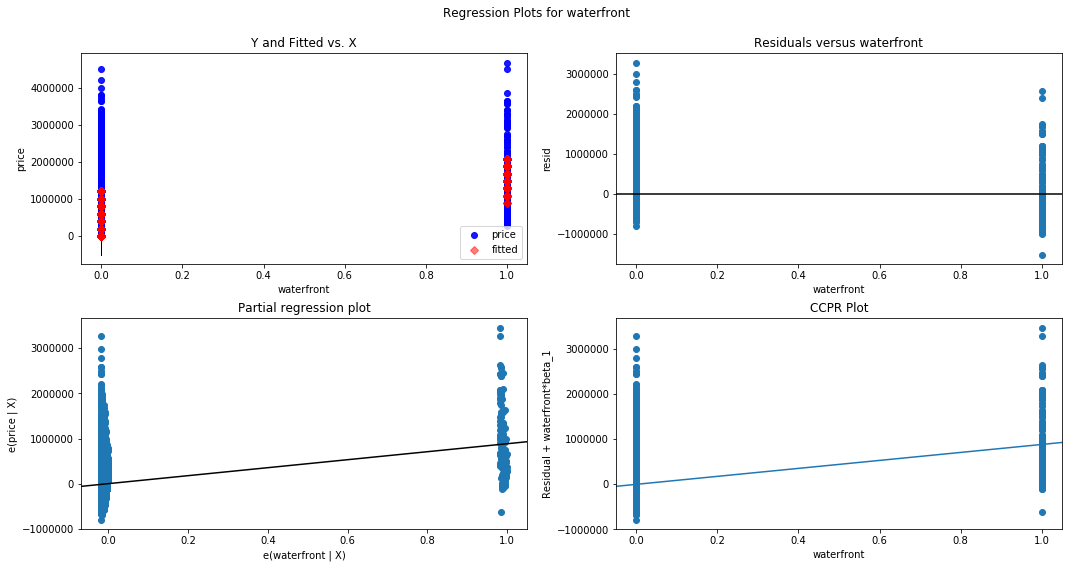 Regression Plots for waterfront
Y and Fitted vs. X
price
4000000
3000000
2000000
1000000
0
0.0 0.2 0.4 0.6 0.8 1.0
waterfront
price
fitted
Residuals versus waterfront
resid
3000000
2000000
1000000
0
−1000000
0.0 0.2 0.4 0.6 0.8 1.0
waterfront
Partial regression plot
e(price | X)
3000000
2000000
1000000
0
−1000000
0.0 0.2 0.4 0.6 0.8 1.0
e(waterfront | X)
CCPR Plot
Residual + waterfront*beta_1
3000000
2000000
1000000
0
−1000000
0.0 0.2 0.4 0.6 0.8 1.0
waterfront